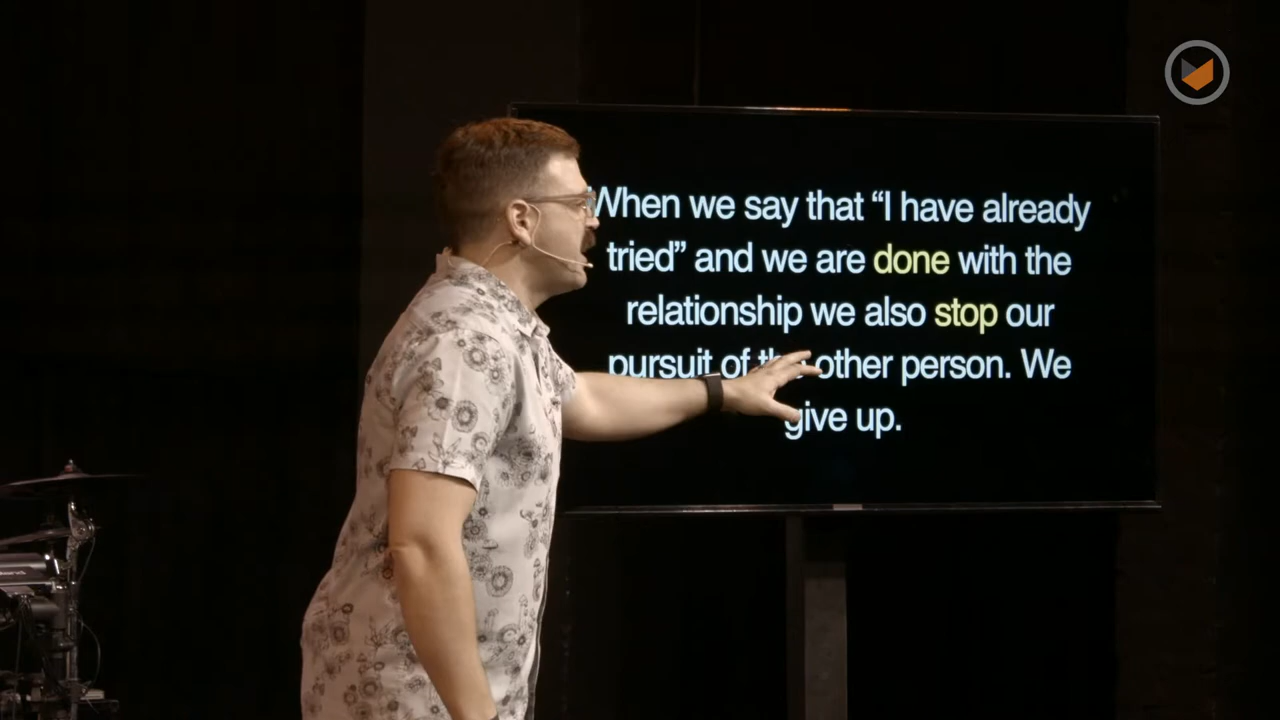 When we say that “I have already
tried” and we are done with the
relationship we also stop our
pursuit of the other person. We
give up.